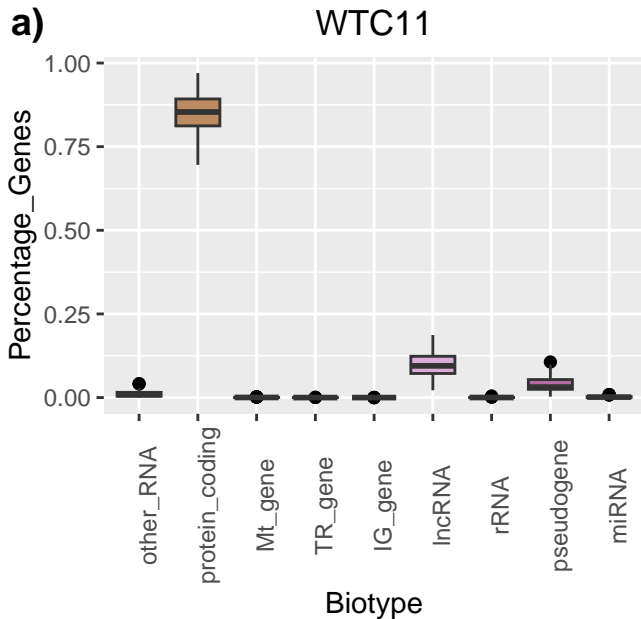 a)
WTC11
Percentage_Genes
1.00
0.75
0.50
0.25
0.00
other_RNA
protein_coding
Mt_gene
TR_gene
IG_gene
lncRNA
rRNA
pseudogene
miRNA
Biotype